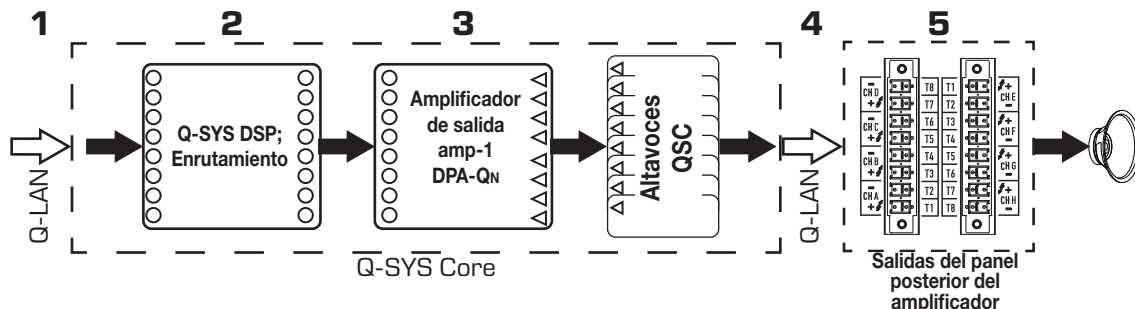 1
2
3
4
5
Q-LAN
Q-SYS DSP;
Enrutamiento
Amplificador
de salida
amp-1
DPA-QN
Altavoces
QSC
Q-SYS Core
Q-LAN
−
CH D
+
−
CH C
+
−
CH B
+
−
CH A
+
T8 T1
T7 T2
T6 T3
T5 T4
T4 T5
T3 T6
T2 T7
T1 T8
+
CH E
−
+
CH F
−
+
CH G
−
+
CH H
−
Salidas del panel
posterior del
amplificador